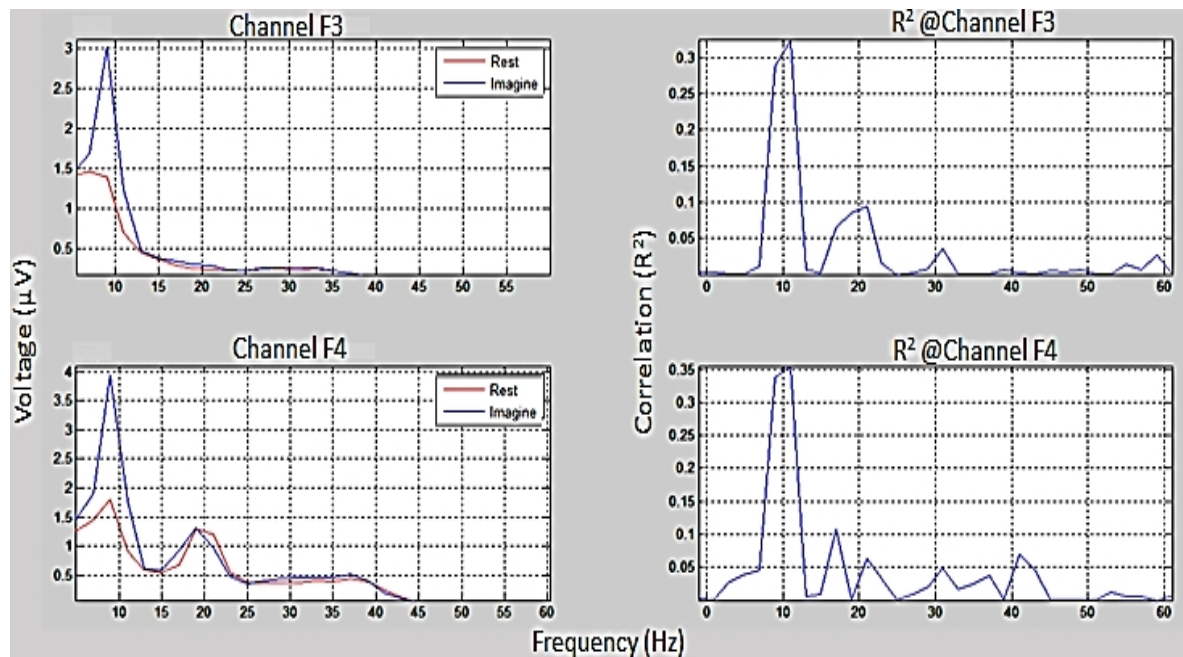 Channel F3
R² @Channel F3
3
2.5
2
1.5
1
0.5
Rest
Imagine
10 15 20 25 30 35 40 45 50 55
0.3
0.25
0.2
0.15
0.1
0.05
0 10 20 30 40 50 60
Voltage (µV)
Correlation (R²)
Channel F4
R² @Channel F4
4
3.5
3
2.5
2
1.5
1
0.5
Rest
Imagine
10 15 20 25 30 35 40 45 50 55 60
0.35
0.3
0.25
0.2
0.15
0.1
0.05
0 10 20 30 40 50 60
Frequency (Hz)